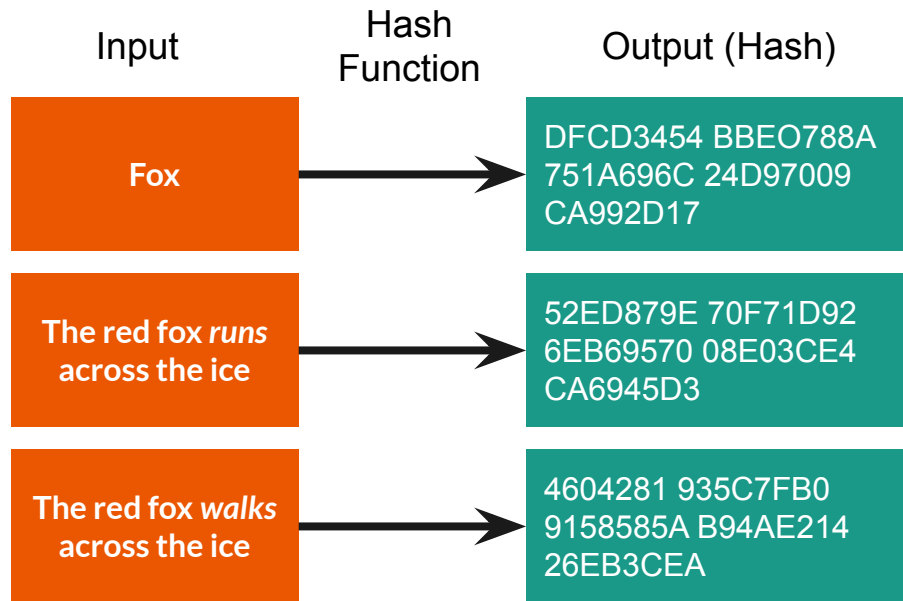 Input
Hash
Function
Output (Hash)
Fox
DFCD3454 BBEO788A
751A696C 24D97009
CA992D17
The red fox runs
across the ice
52ED879E 70F71D92
6EB69570 08E03CE4
CA6945D3
The red fox walks
across the ice
4604281 935C7FB0
9158585A B94AE214
26EB3CEA